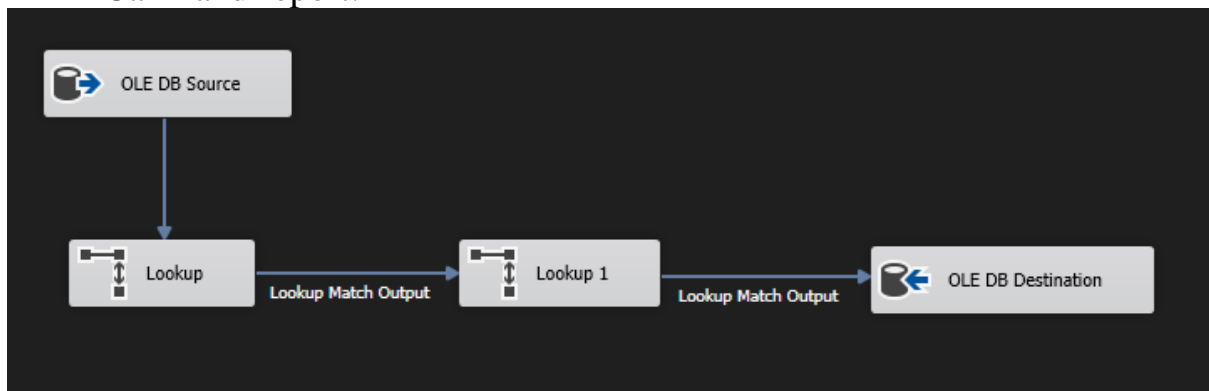 OLE DB Source
Lookup
Lookup Match Output
Lookup 1
Lookup Match Output
OLE DB Destination